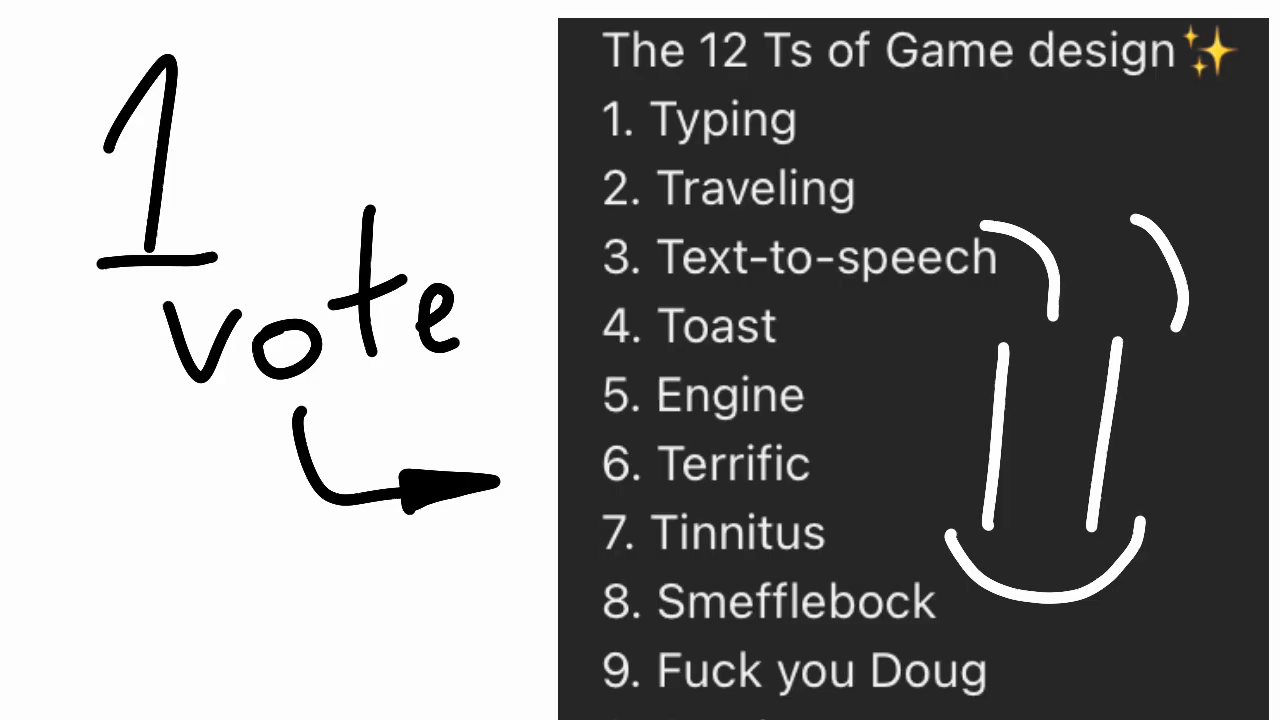 1
vote
The 12 Ts of Game design✨
1. Typing
2. Traveling
3. Text-to-speech
4. Toast
5. Engine
6. Terrific
7. Tinnitus
8. Smefflebock
9. Fuck you Doug